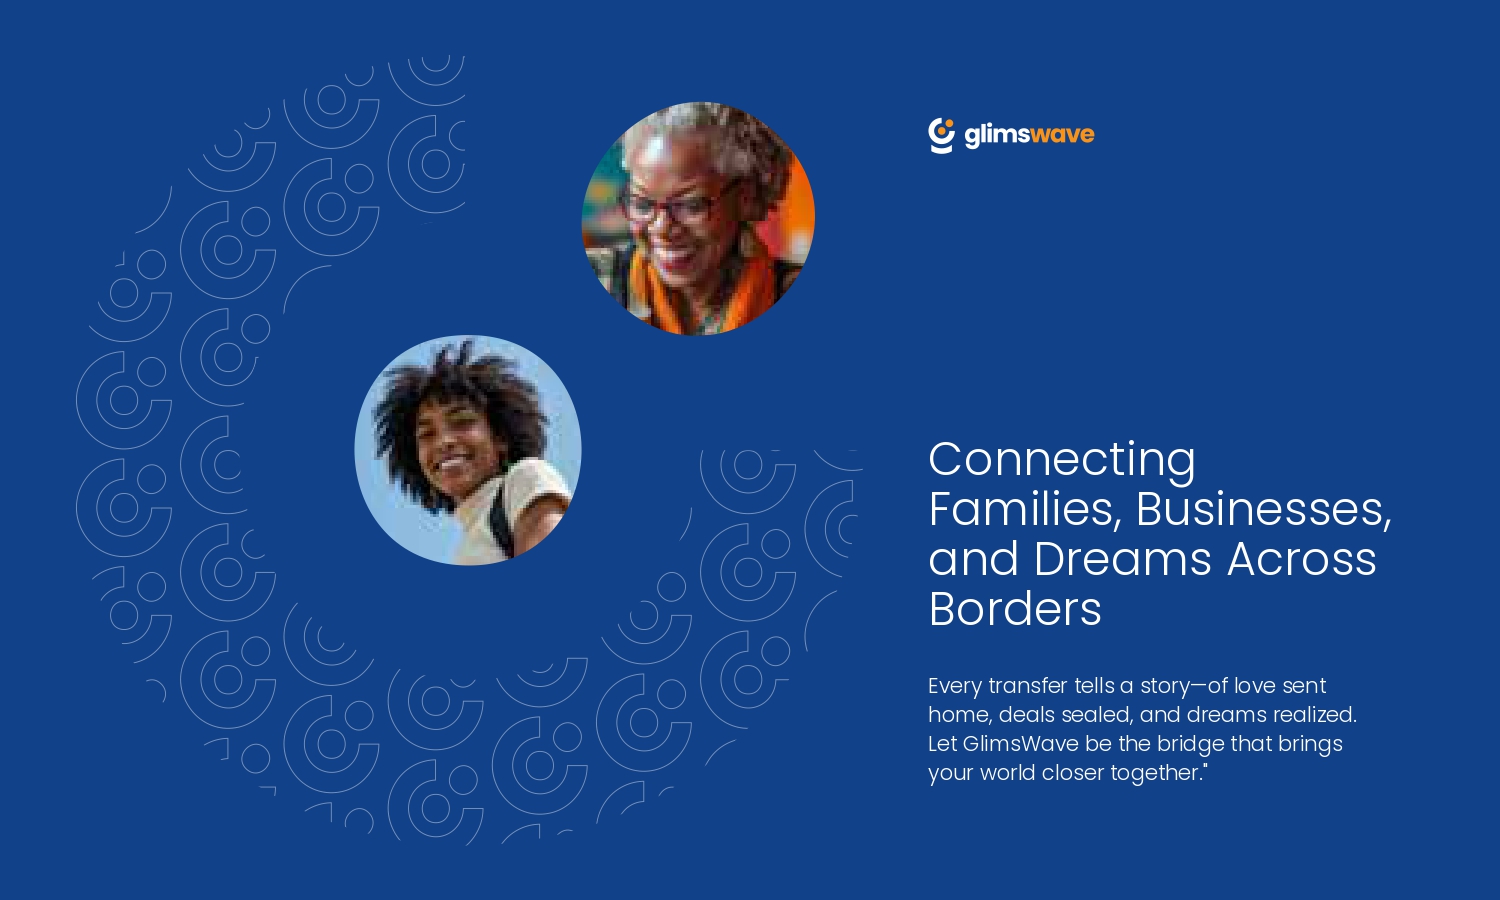 glimswave
Connecting
Families, Businesses,
and Dreams Across
Borders
Every transfer tells a story—of love sent
home, deals sealed, and dreams realized.
Let GlimsWave be the bridge that brings
your world closer together."